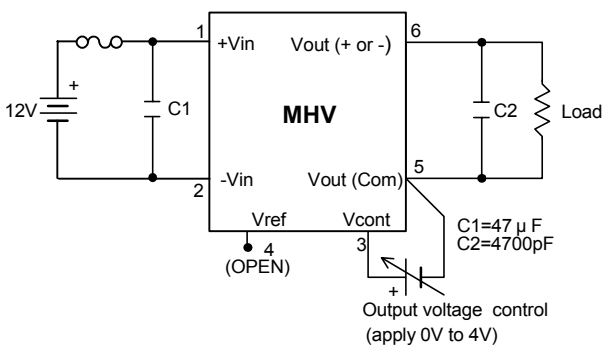 1
+Vin
Vout (+ or -)
6
+
12V
C1
MHV
C2
Load
2
-Vin
Vout (Com)
5
Vref
Vcont
C1=47 μ F
C2=4700pF
4
(OPEN)
3
+
Output voltage control
(apply 0V to 4V)